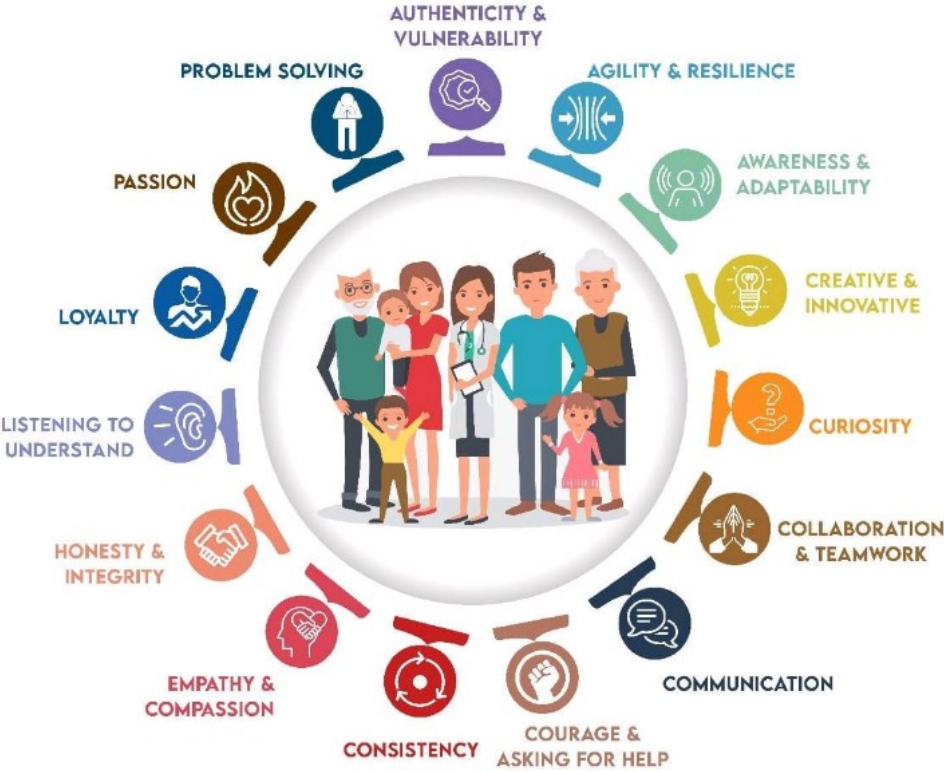 AUTHENTICITY &
VULNERABILITY
AGILITY & RESILIENCE
AWARENESS &
ADAPTABILITY
CREATIVE &
INNOVATIVE
CURIOSITY
COLLABORATION
& TEAMWORK
COMMUNICATION
COURAGE &
ASKING FOR HELP
CONSISTENCY
EMPATHY &
COMPASSION
HONESTY &
INTEGRITY
LISTENING TO
UNDERSTAND
LOYALTY
PASSION
PROBLEM SOLVING